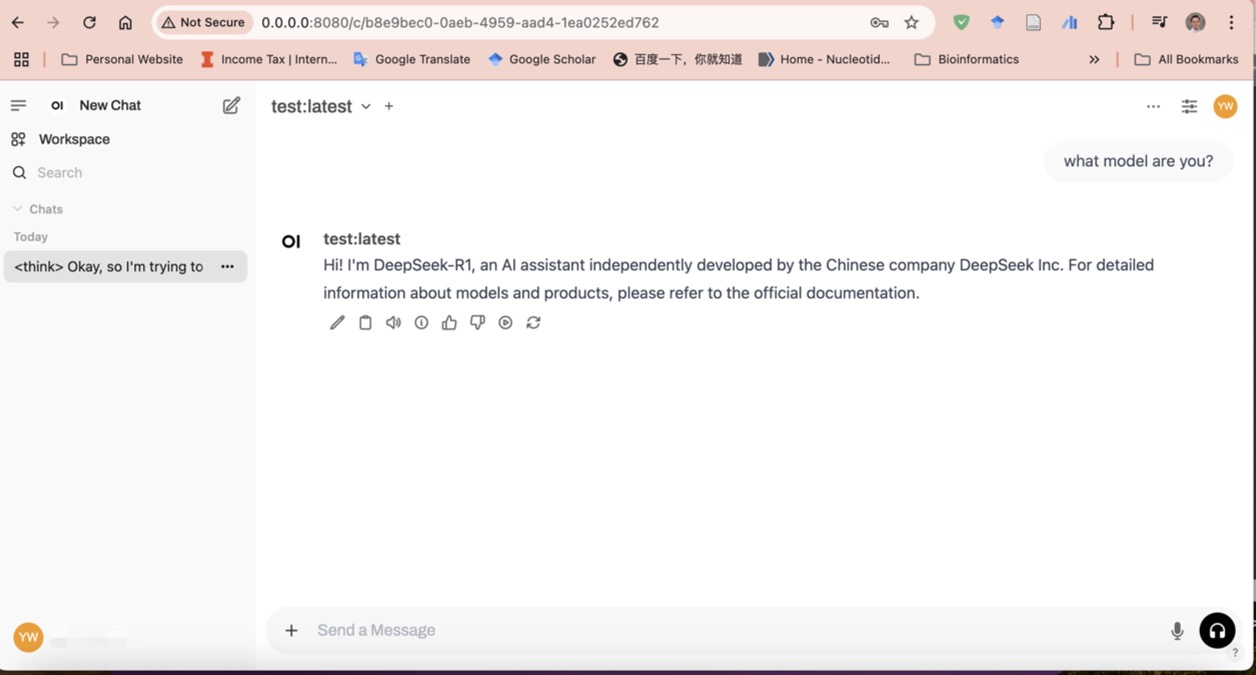 Not Secure 0.0.0.0:8080/c/b8e9bec0-0aeb-4959-aad4-1ea0252ed762
Personal Website Income Tax | Intern... Google Translate Google Scholar 百度一下，你就知道 Home - Nucleotid... Bioinformatics » All Bookmarks
OI New Chat
test:latest
YW
Workspace
Search
Chats
Today
<think> Okay, so I'm trying to
what model are you?
OI test:latest
Hi! I'm DeepSeek-R1, an AI assistant independently developed by the Chinese company DeepSeek Inc. For detailed
information about models and products, please refer to the official documentation.
Send a Message
YW
?